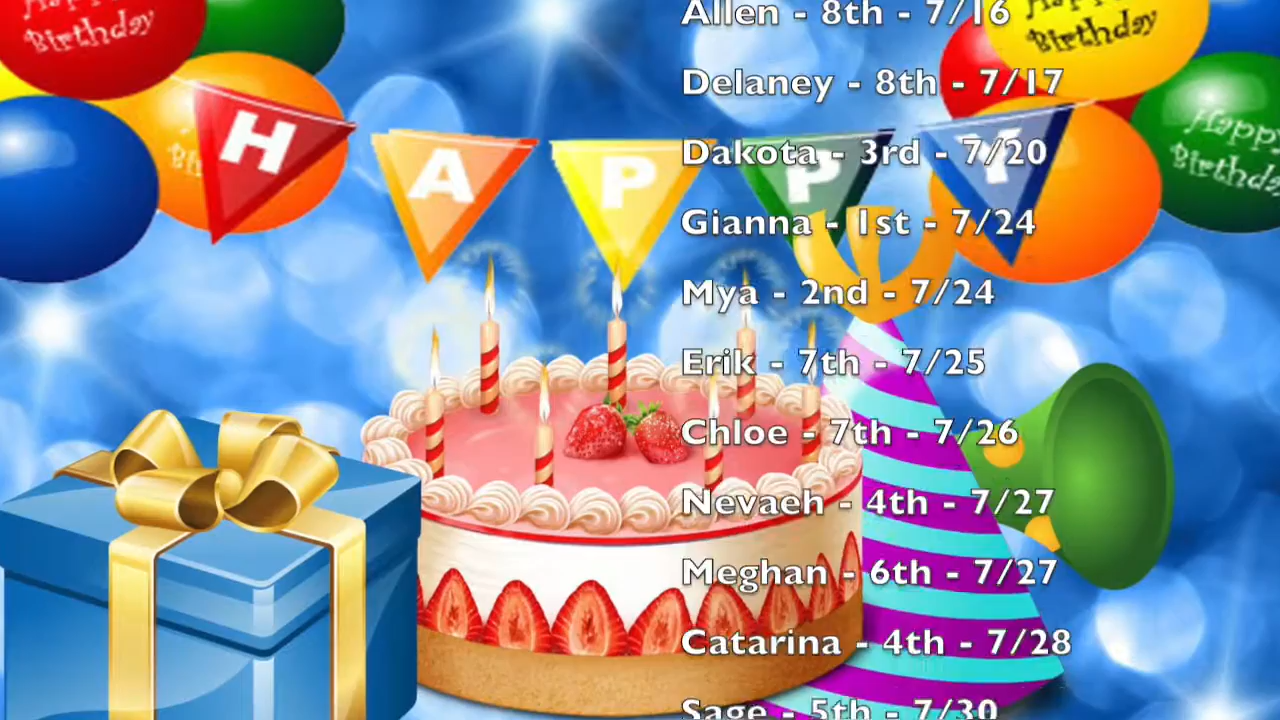 Happy
Birthday
Happy
Birthday
Happy
Birthday
Bi
H A P P Y
Allen - 8th - 7/16
Delaney - 8th - 7/17
Dakota - 3rd - 7/20
Gianna - 1st - 7/24
Mya - 2nd - 7/24
Erik - 7th - 7/25
Chloe - 7th - 7/26
Nevaeh - 4th - 7/27
Meghan - 6th - 7/27
Catarina - 4th - 7/28
Sage - 5th - 7/30